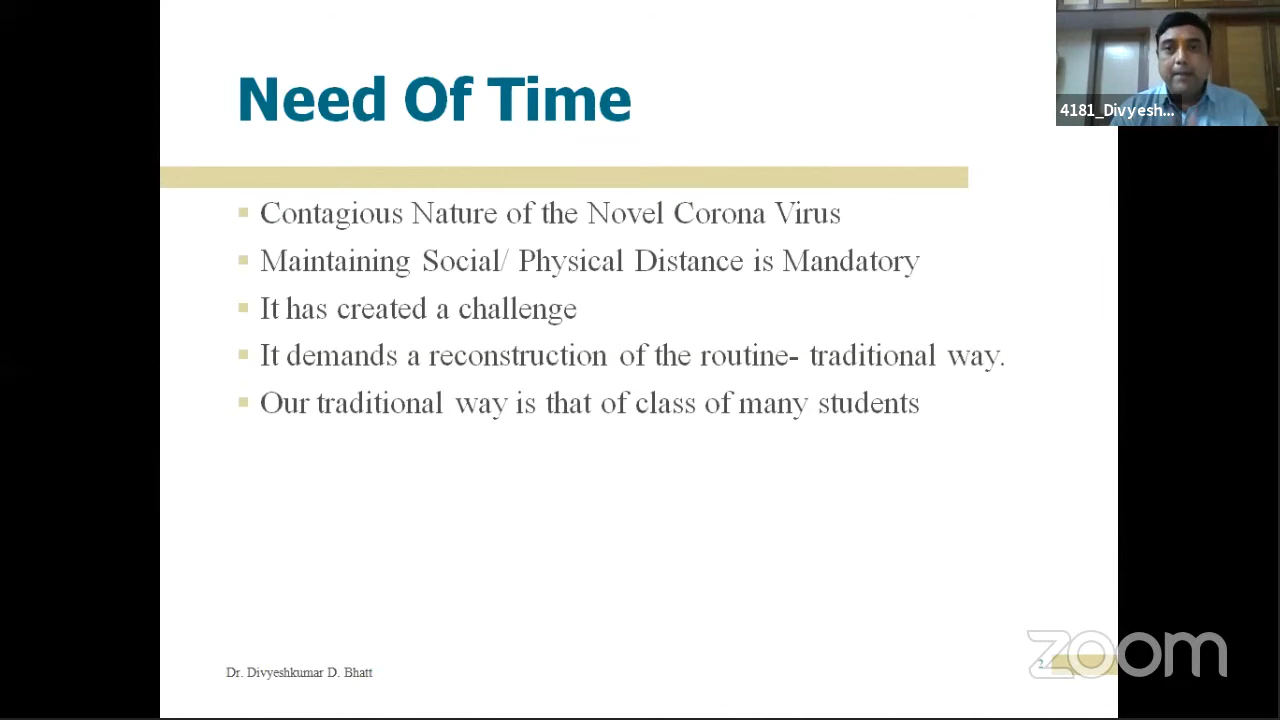 Need Of Time
4181_Divyesh...
Contagious Nature of the Novel Corona Virus
Maintaining Social/ Physical Distance is Mandatory
It has created a challenge
It demands a reconstruction of the routine- traditional way.
Our traditional way is that of class of many students
Dr. Divyeshkumar D. Bhatt
2
zoom